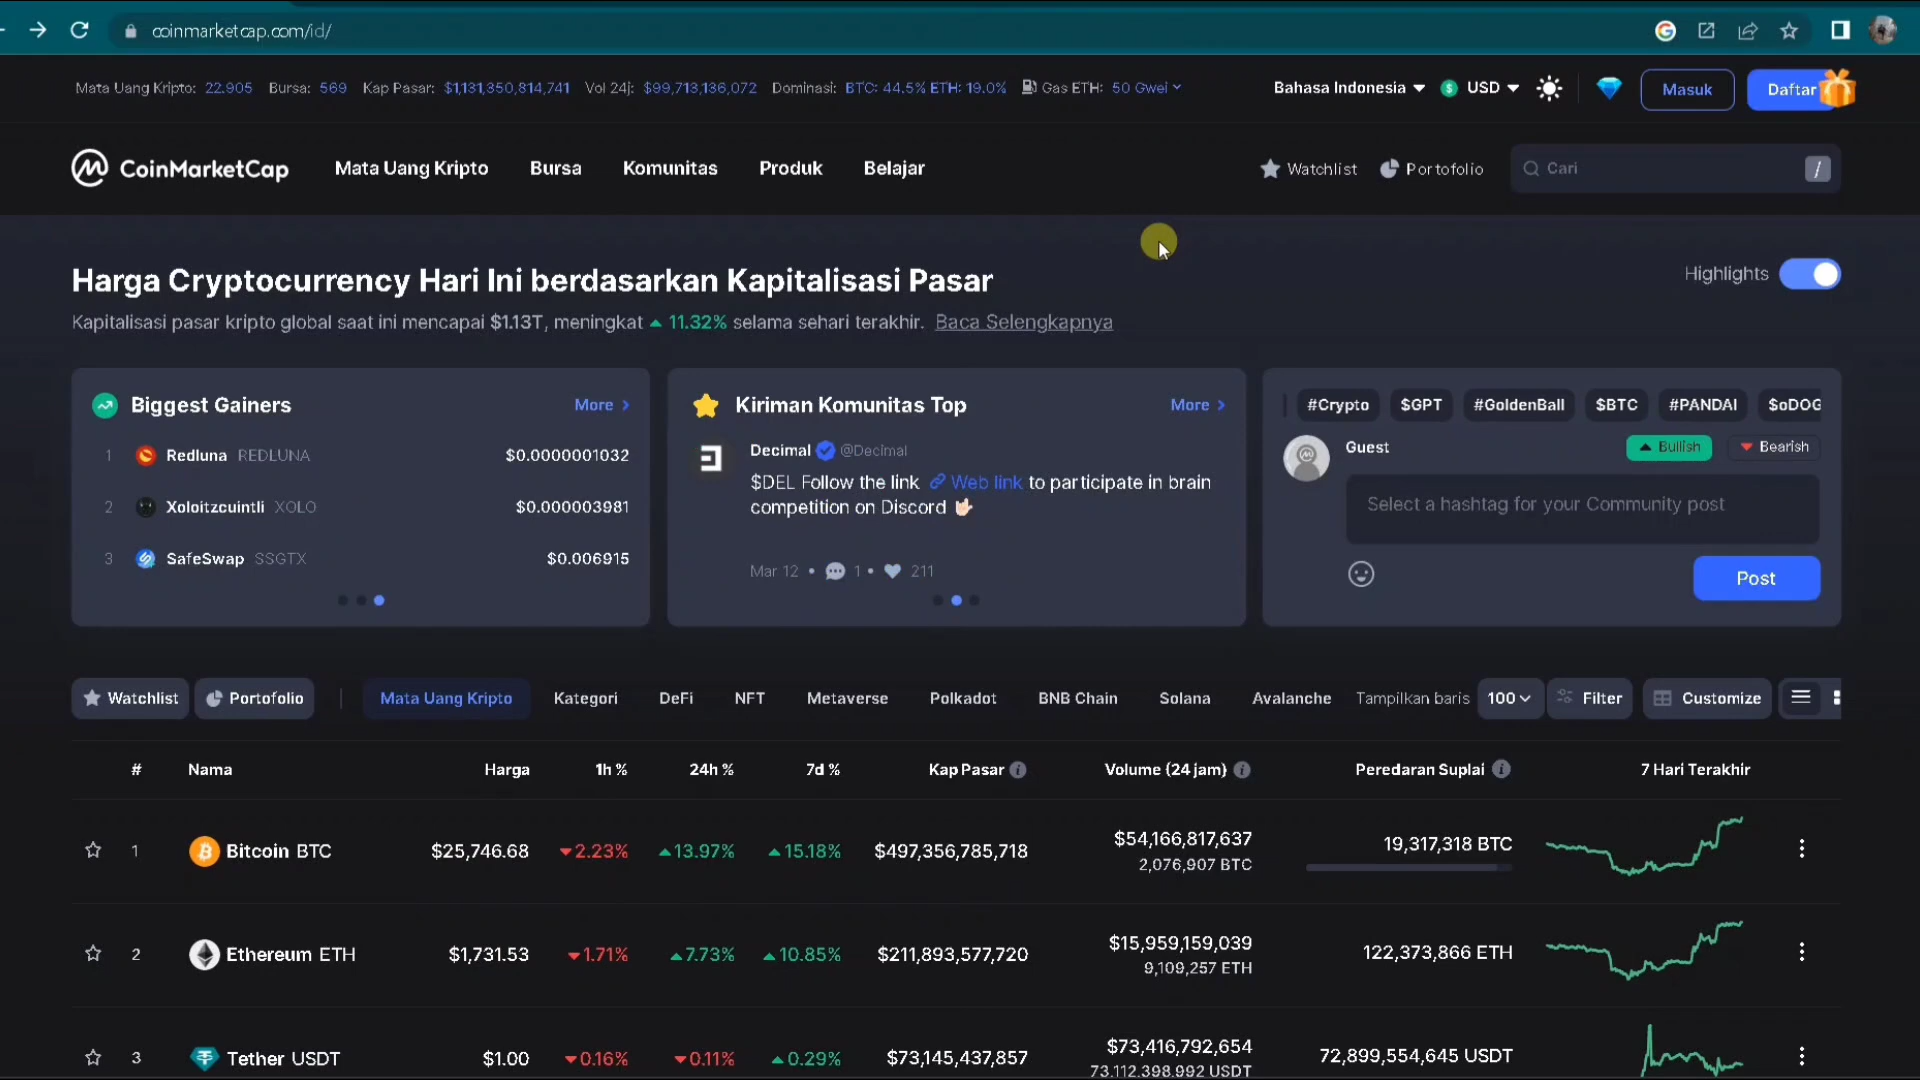 coinmarketcap.com/id/
Mata Uang Kripto: 22.905 Bursa: 569 Kap Pasar: $1,131,350,814,741 Vol 24j: $99,713,136,072 Dominasi: BTC: 44.5% ETH: 19.0% Gas ETH: 50 Gwei
Bahasa Indonesia USD Masuk Daftar
CoinMarketCap Mata Uang Kripto Bursa Komunitas Produk Belajar Watchlist Portofolio Cari /
Harga Cryptocurrency Hari Ini berdasarkan Kapitalisasi Pasar
Highlights
Kapitalisasi pasar kripto global saat ini mencapai $1.13T, meningkat 11.32% selama sehari terakhir. Baca Selengkapnya
Biggest Gainers More >
1 Redluna REDLUNA $0.0000001032
2 Xoloitzcuintli XOLO $0.000003981
3 SafeSwap SSGTX $0.006915
Kiriman Komunitas Top More >
Decimal @Decimal
$DEL Follow the link Web link to participate in brain
competition on Discord
Mar 12 • 1 • 211
#Crypto $GPT #GoldenBall $BTC #PANDAI $oDOG
Guest Bullish Bearish
Select a hashtag for your Community post
Post
Watchlist Portofolio Mata Uang Kripto Kategori DeFi NFT Metaverse Polkadot BNB Chain Solana Avalanche Tampilkan baris 100 Filter Customize
# Nama Harga 1h % 24h % 7d % Kap Pasar Volume (24 jam) Peredaran Suplai 7 Hari Terakhir
1 Bitcoin BTC $25,746.68 2.23% 13.97% 15.18% $497,356,785,718 $54,166,817,637 19,317,318 BTC
2,076,907 BTC
2 Ethereum ETH $1,731.53 1.71% 7.73% 10.85% $211,893,577,720 $15,959,159,039 122,373,866 ETH
9,109,257 ETH
3 Tether USDT $1.00 0.16% 0.11% 0.29% $73,145,437,857 $73,416,792,654 72,899,554,645 USDT
73,112,398,992 USDT